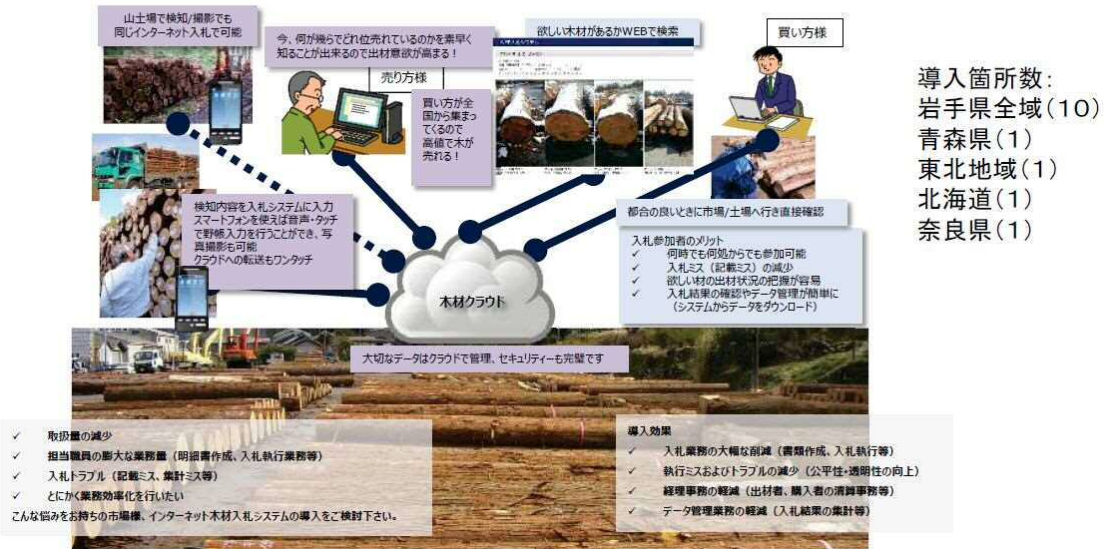 山土場で検知/撮影でも
同じインターネット入札で可能
今、何が幾らでどれ位売れているのかを素早く
知ることが出来るので出材意欲が高まる！
売り方様
買い方が全
国から集まっ
てくるので
高値で木が
売れる！
欲しい木材があるかWEBで検索
買い方様
導入箇所数：
岩手県全域（10）
青森県（1）
東北地域（1）
北海道（1）
奈良県（1）
検知内容を入札システムに入力
スマートフォンを使えば音声・タッチ
で野帳入力を行うことができ、写
真撮影も可能
クラウドへの転送もワンタッチ
都合の良いときに市場/土場へ行き直接確認
入札参加者のメリット
✓ 何時でも何処からでも参加可能
✓ 入札ミス（記載ミス）の減少
✓ 欲しい材の出材状況の把握が容易
✓ 入札結果の確認やデータ管理が簡単に
（システムからデータをダウンロード）
木材クラウド
大切なデータはクラウドで管理、セキュリティーも完璧です
✓ 取扱量の減少
✓ 担当職員の膨大な業務量（明細書作成、入札執行業務等）
✓ 入札トラブル（記載ミス、集計ミス等）
✓ とにかく業務効率化を行いたい
こんな悩みをお持ちの市場様、インターネット木材入札システムの導入をご検討下さい。
導入効果
✓ 入札業務の大幅な削減（書類作成、入札執行等）
✓ 執行ミスおよびトラブルの減少（公平性・透明性の向上）
✓ 経理事務の軽減（出材者、購入者の清算事務等）
✓ データ管理業務の軽減（入札結果の集計等）